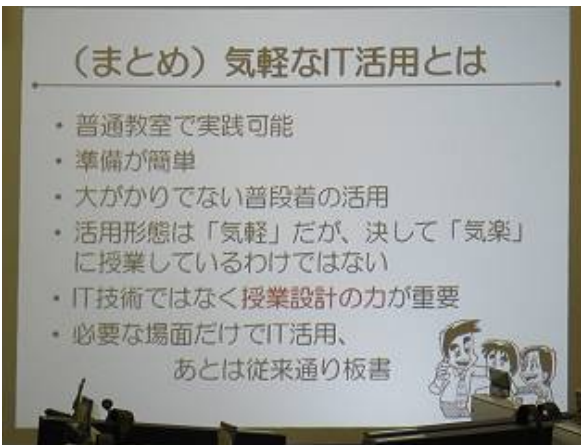 （まとめ）気軽なIT活用とは
・普通教室で実践可能
・準備が簡単
・大がかりでない普段着の活用
・活用形態は「気軽」だが、決して「気楽」
に授業しているわけではない
・IT技術ではなく授業設計の力が重要
・必要な場面だけでIT活用、
あとは従来通り板書